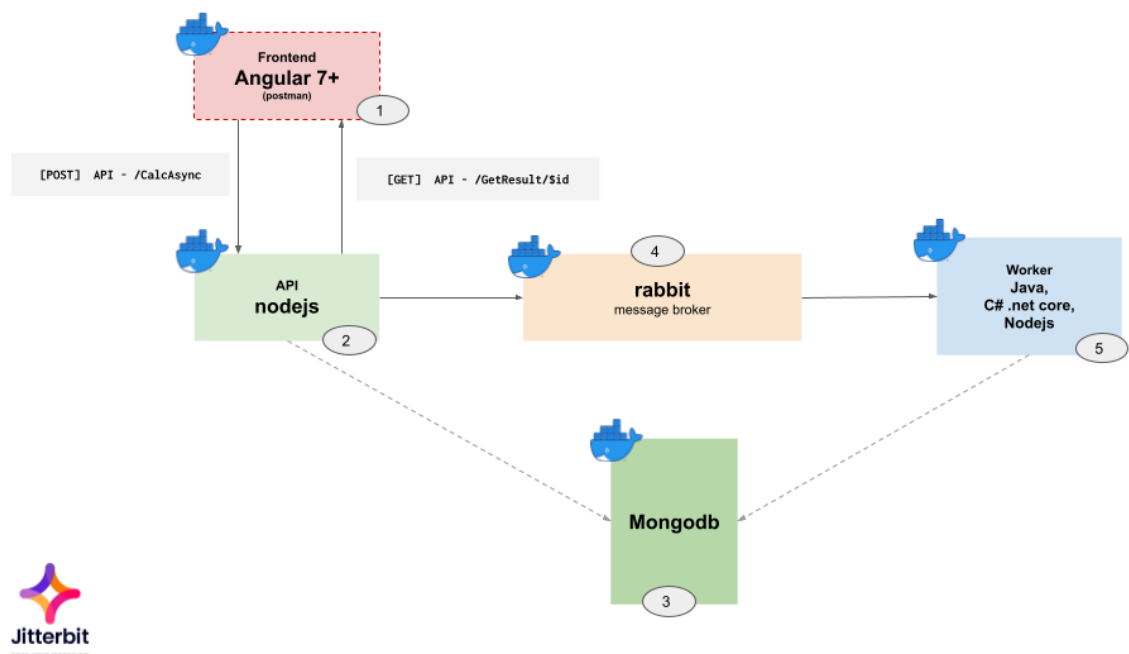 Frontend
Angular 7+
(postman)
1
[POST] API - /CalcAsync
[GET] API - /GetResult/$id
API
nodejs
2
4
rabbit
message broker
Worker
Java,
C# .net core,
Nodejs
5
Mongodb
3
Jitterbit